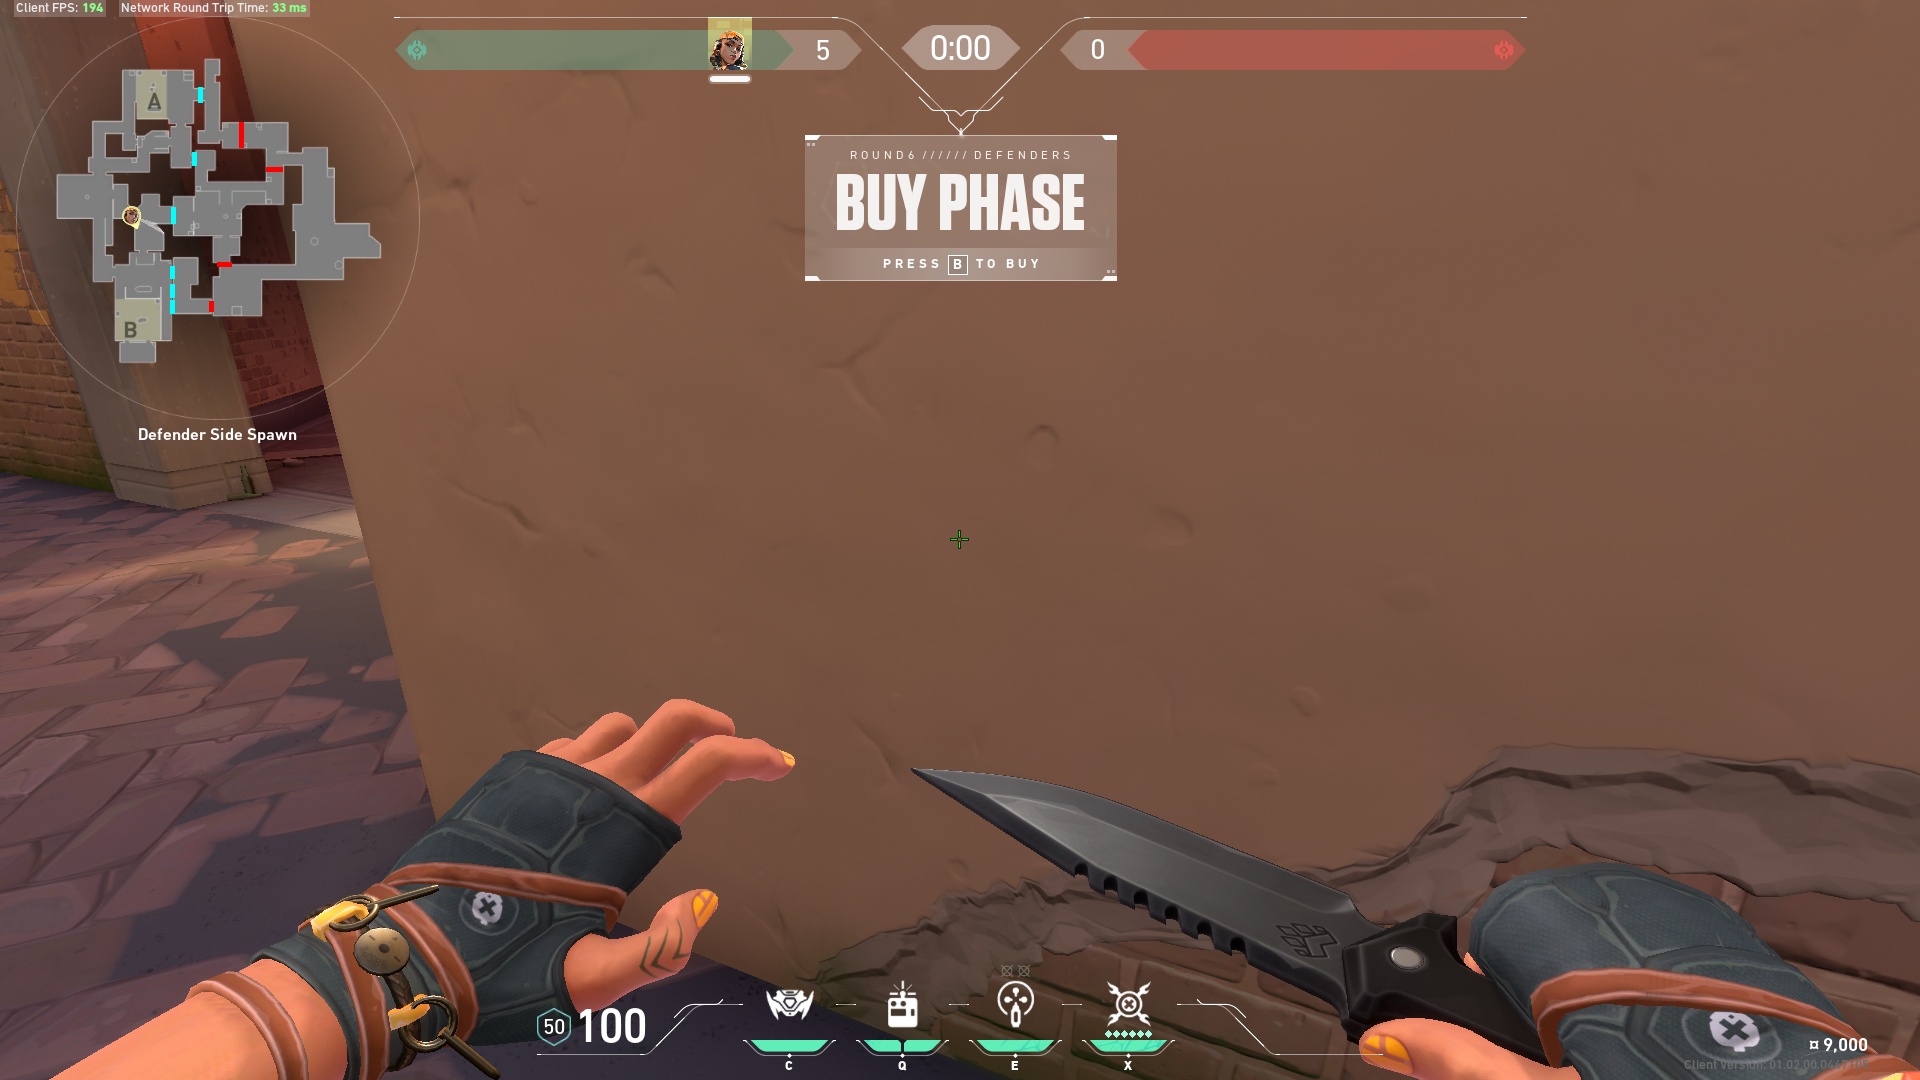 Client FPS: 194 Network Round Trip Time: 33 ms
5
0:00
0
A
ROUND 6 ////// DEFENDERS
BUY PHASE
PRESS B TO BUY
B
Defender Side Spawn
50
100
C
Q
E
X
¤ 9,000